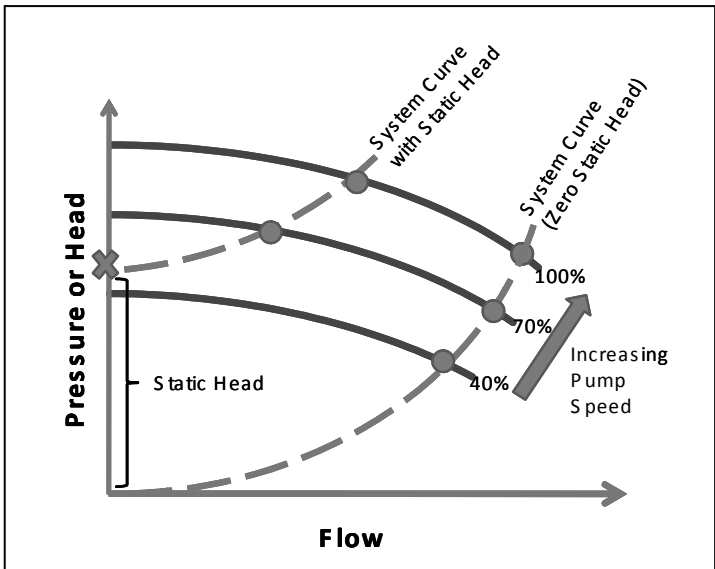 System Curve
with Static Head
System Curve
(Zero Static Head)
Pressure or Head
100%
70%
40%
Increasing
Pump
Speed
Static Head
Flow